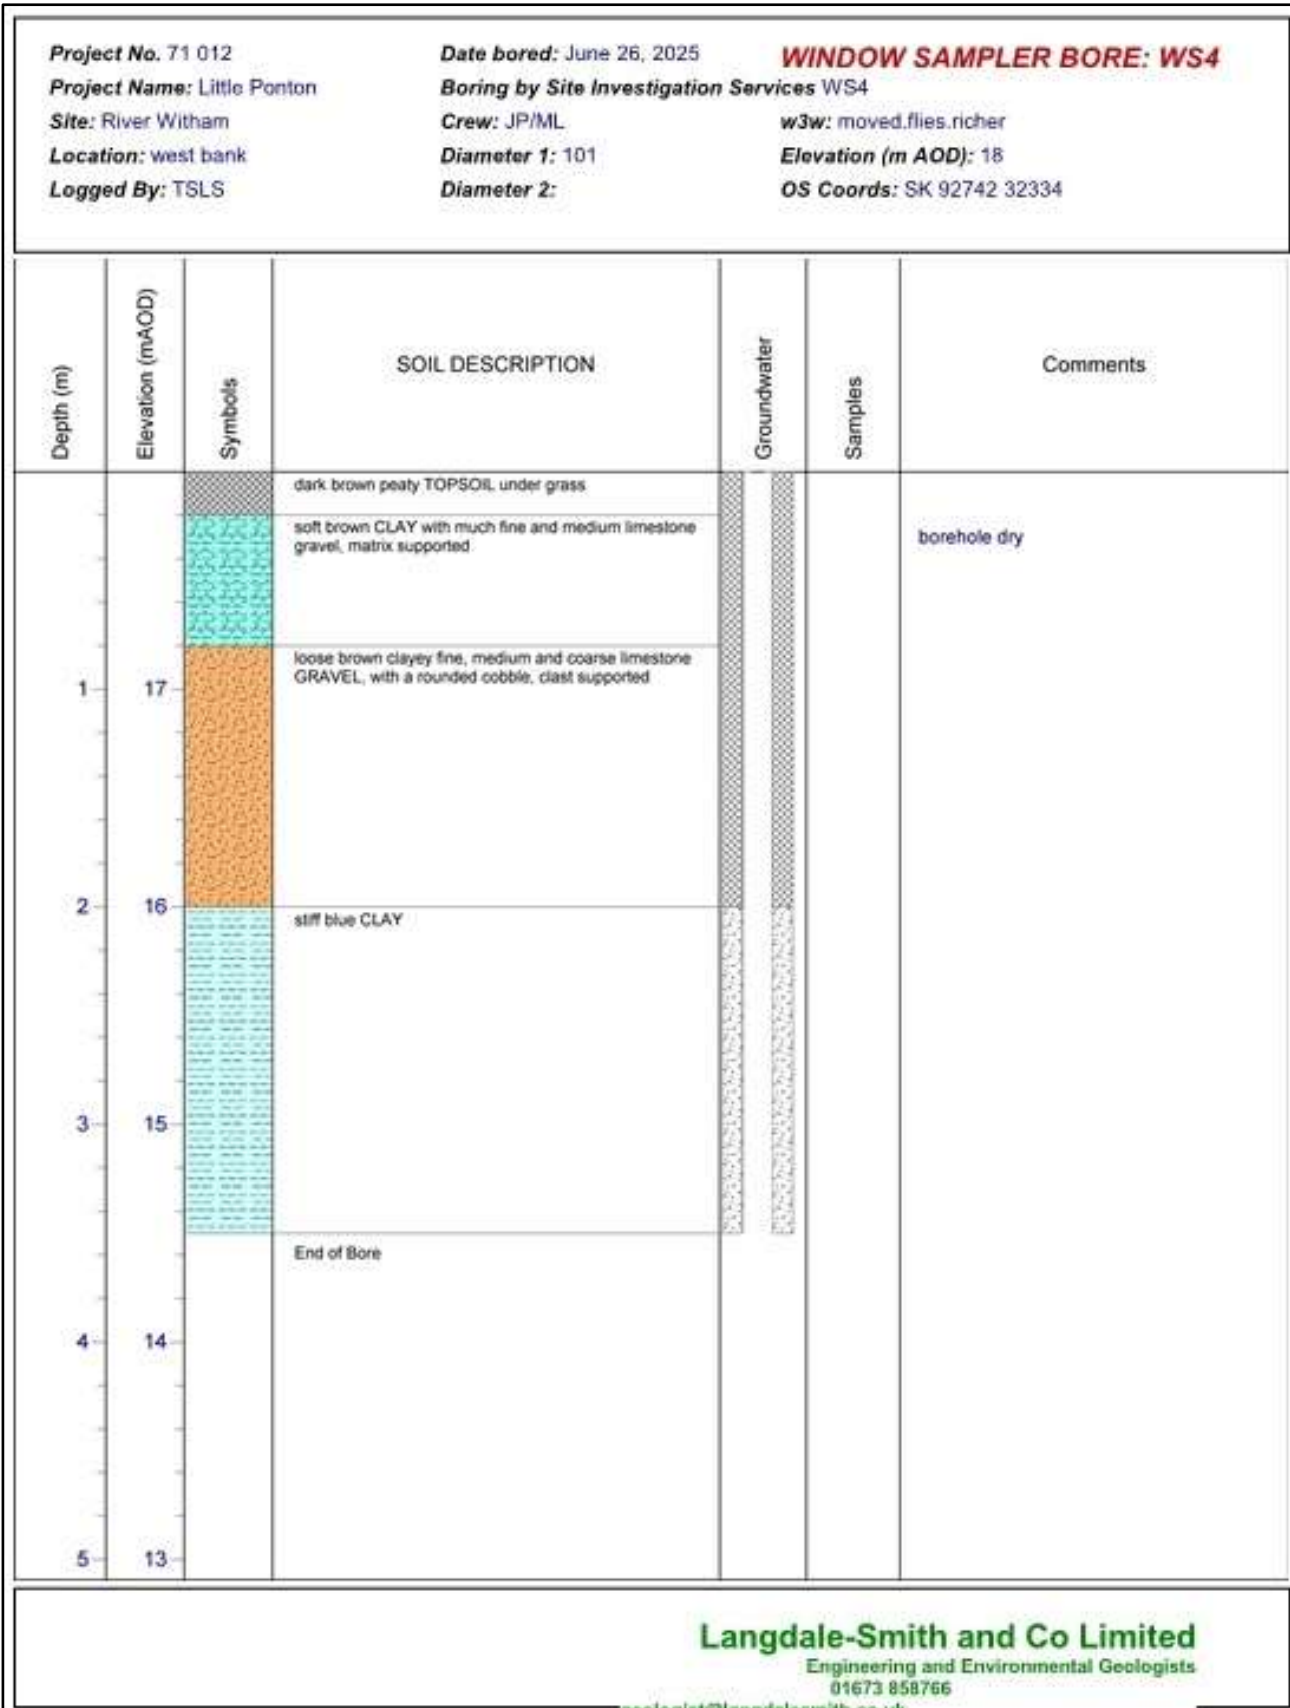 Project No. 71 012
Date bored: June 26, 2025
WINDOW SAMPLER BORE: WS4
Project Name: Little Ponton
Boring by Site Investigation Services WS4
Site: River Witham
Crew: JP/ML
w3w: moved.flies.richer
Location: west bank
Diameter 1: 101
Elevation (m AOD): 18
Logged By: TSLS
Diameter 2:
OS Coords: SK 92742 32334
Depth (m)
Elevation (mAOD)
Symbols
SOIL DESCRIPTION
Groundwater
Samples
Comments
dark brown peaty TOPSOIL under grass
soft brown CLAY with much fine and medium limestone
gravel, matrix supported
borehole dry
loose brown clayey fine, medium and coarse limestone
GRAVEL, with a rounded cobble, clast supported
1 17
2 16
stiff blue CLAY
3 15
End of Bore
4 14
5 13
Langdale-Smith and Co Limited
Engineering and Environmental Geologists
01673 858766